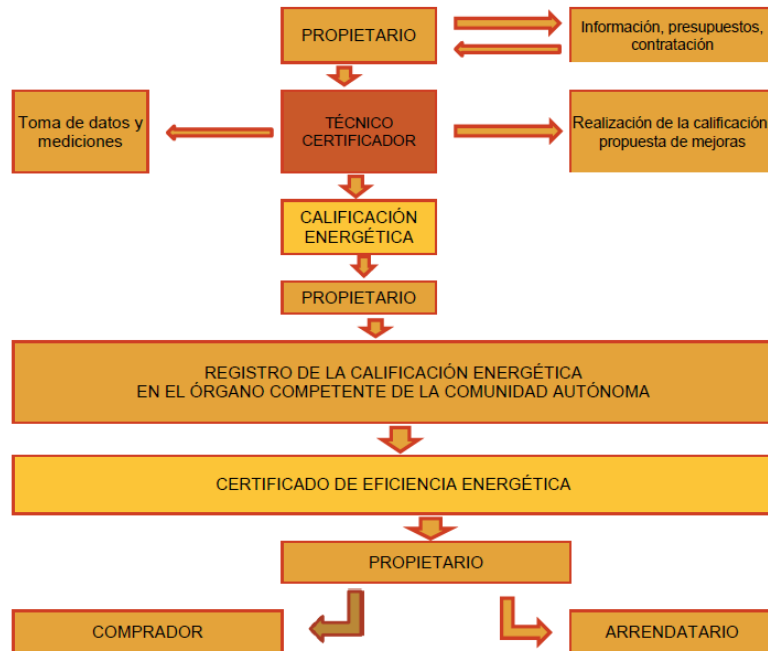 PROPIETARIO
Información, presupuestos,
contratación
Toma de datos y
mediciones
TÉCNICO
CERTIFICADOR
Realización de la calificación
propuesta de mejoras
CALIFICACIÓN
ENERGÉTICA
PROPIETARIO
REGISTRO DE LA CALIFICACIÓN ENERGÉTICA
EN EL ÓRGANO COMPETENTE DE LA COMUNIDAD AUTÓNOMA
CERTIFICADO DE EFICIENCIA ENERGÉTICA
PROPIETARIO
COMPRADOR
ARRENDATARIO